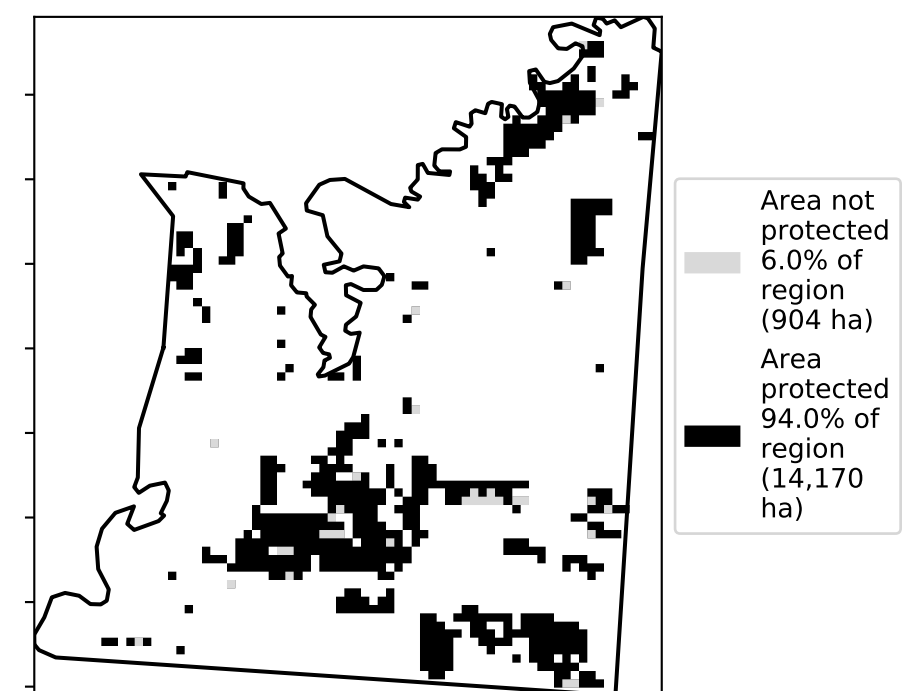 Area not
protected
6.0% of
region
(904 ha)
Area
protected
94.0% of
region
(14,170
ha)